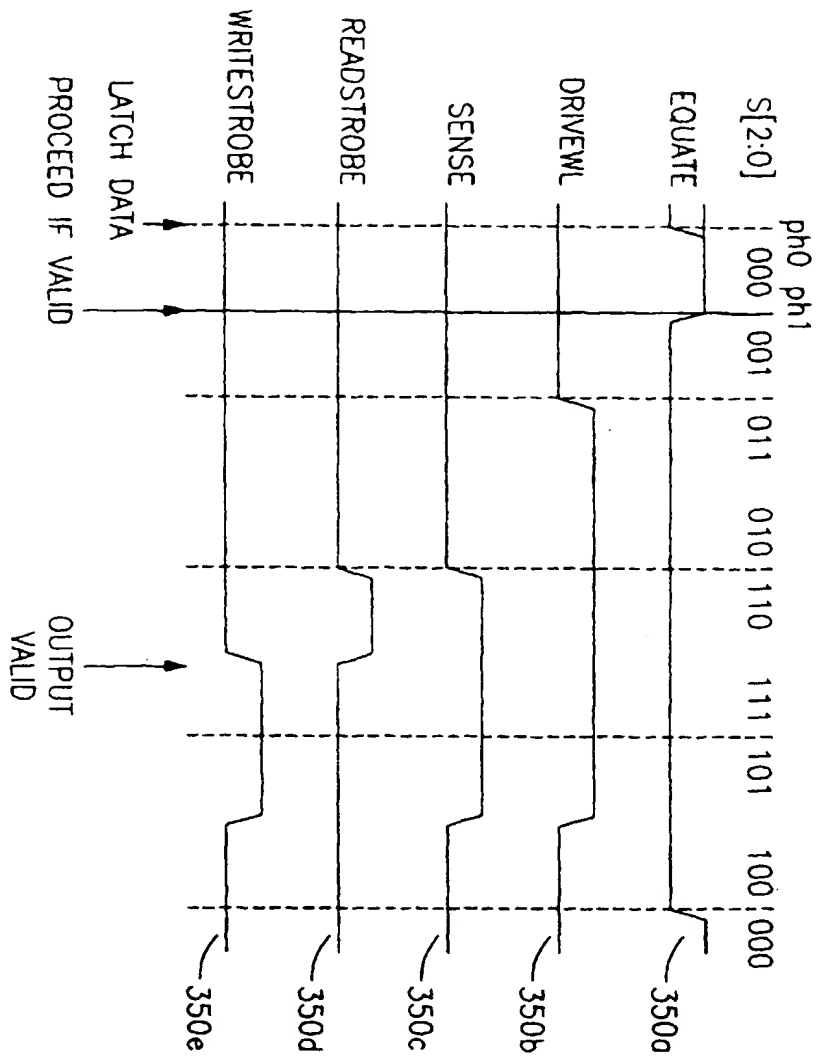 ph0 ph1
S[2:0] 000 001 011 010 110 111 101 100 000
EQUATE 350a
DRIVEWL 350b
SENSE 350c
READSTROBE 350d
WRITESTROBE 350e
LATCH DATA
PROCEED IF VALID
OUTPUT
VALID